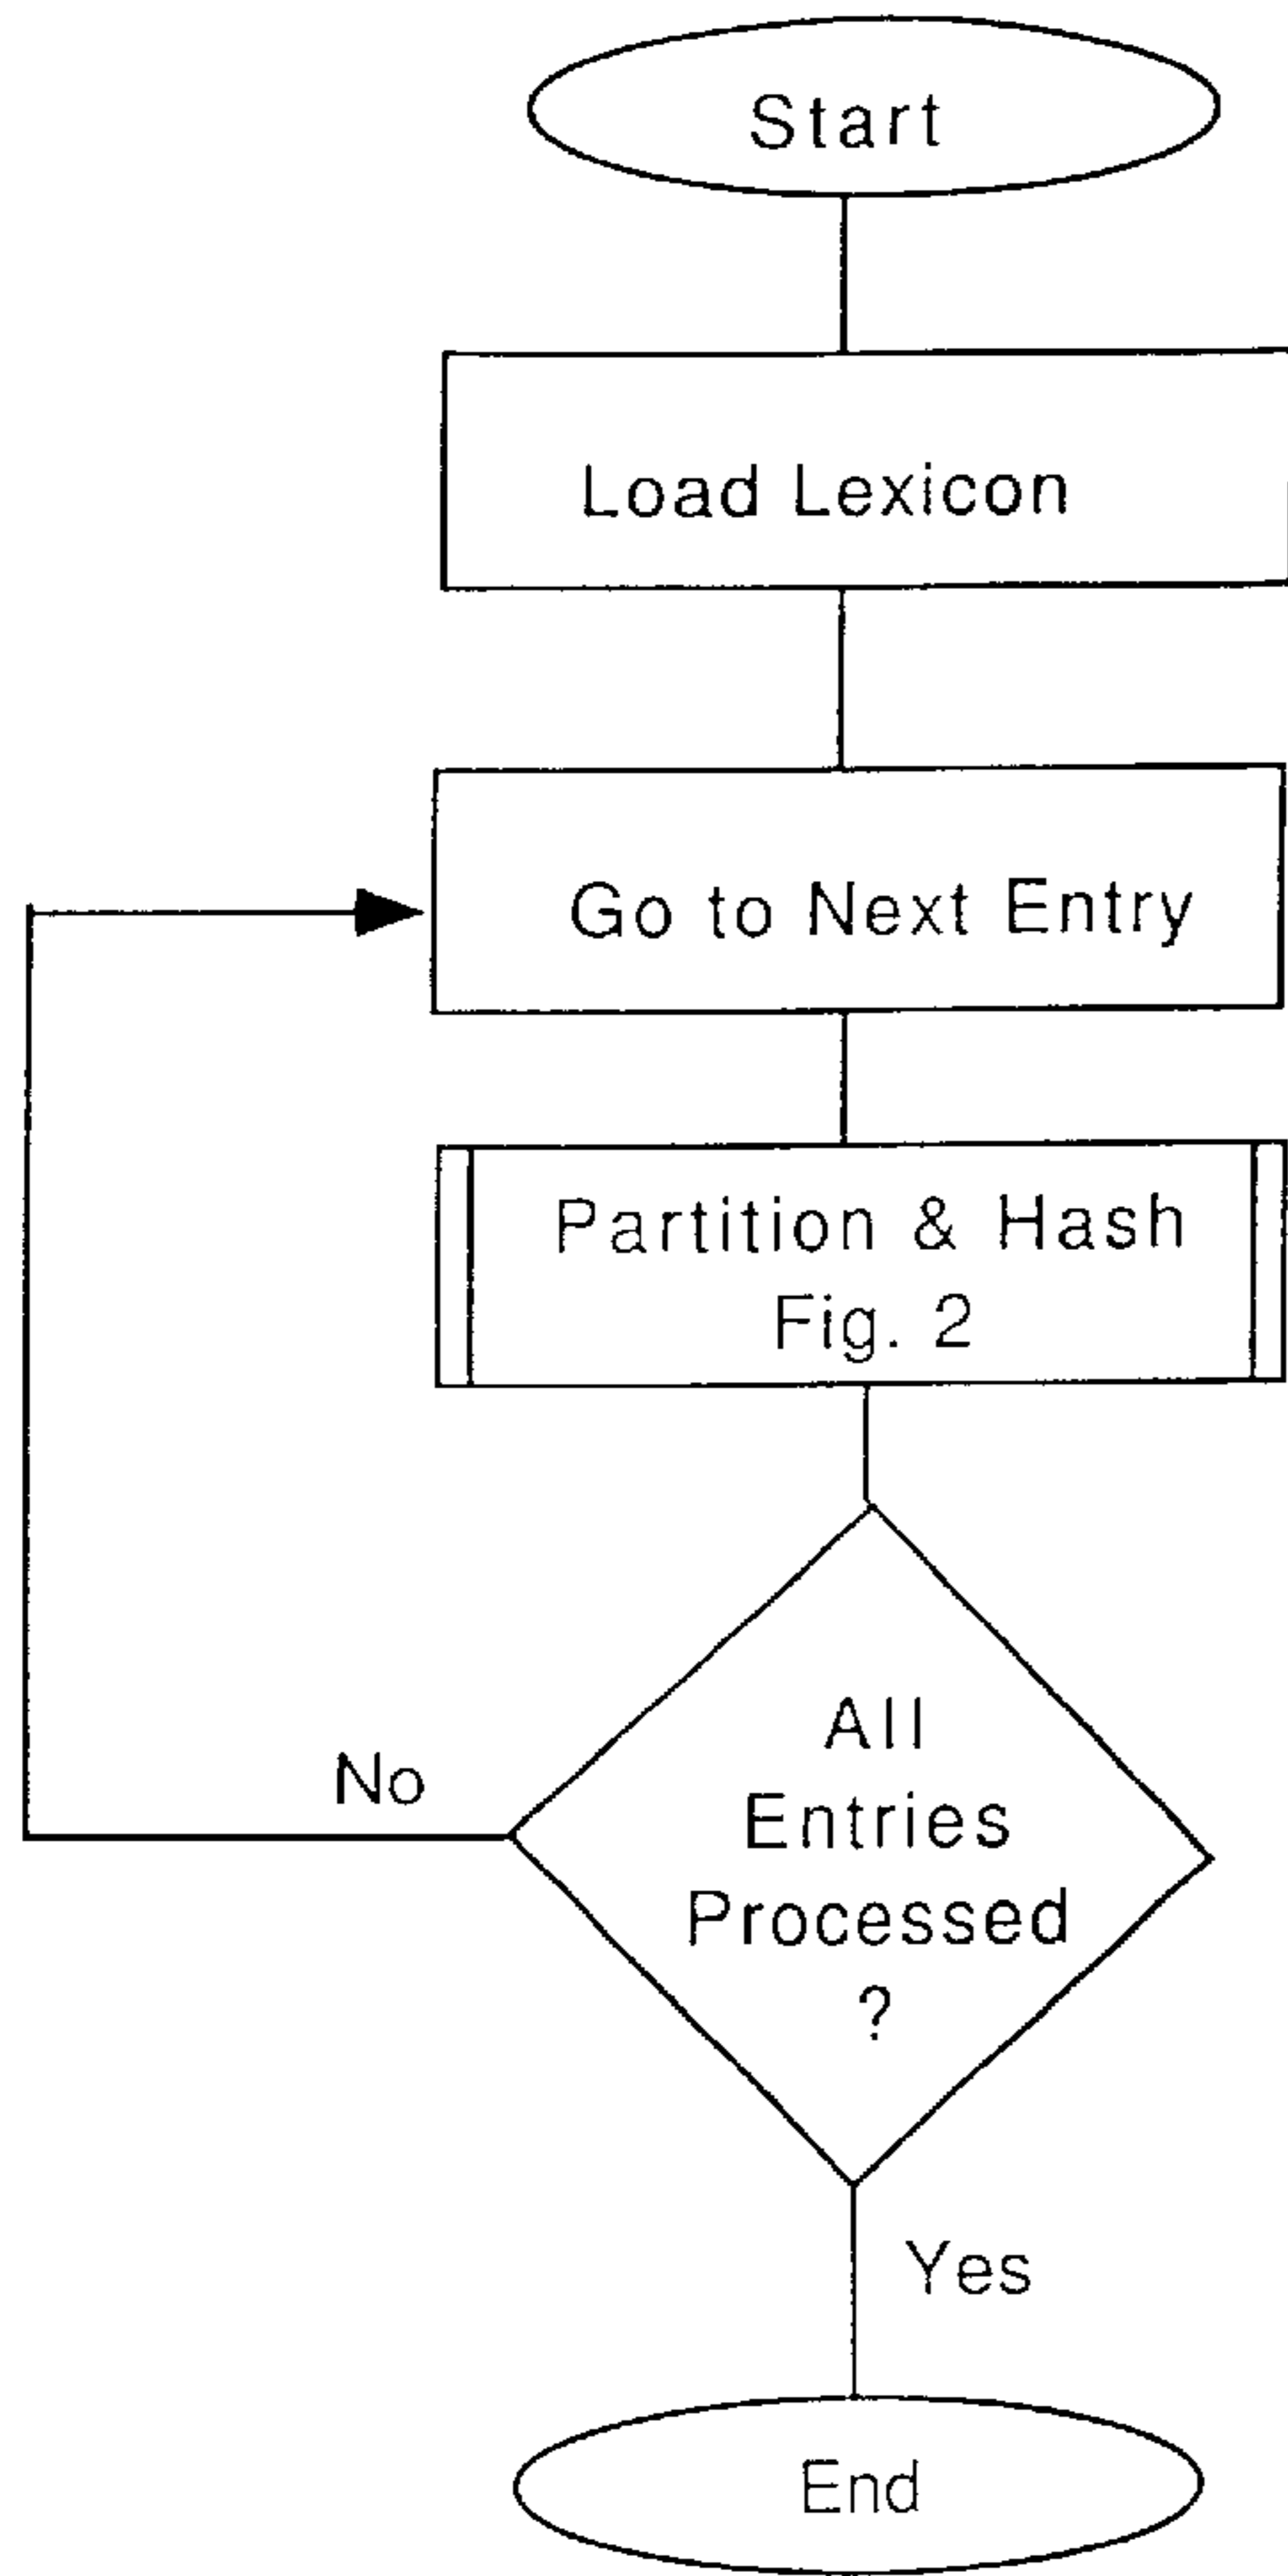 Start
Load Lexicon
Go to Next Entry
Partition & Hash
Fig. 2
All
Entries
Processed
?
No
Yes
End